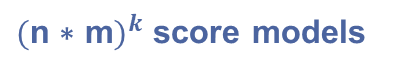 (n ∗ m)^k score models